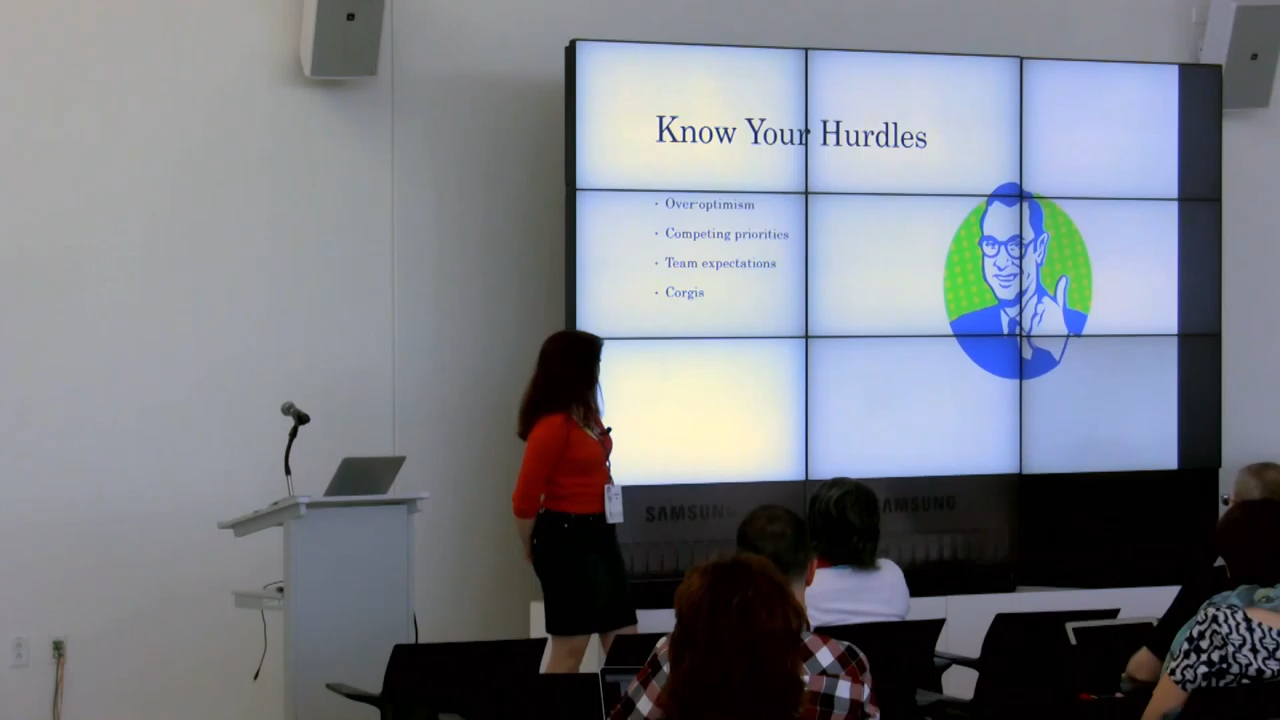 Know Your Hurdles
· Over-optimism
· Competing priorities
· Team expectations
· Corgis
SAMSUNG
SAMSUNG